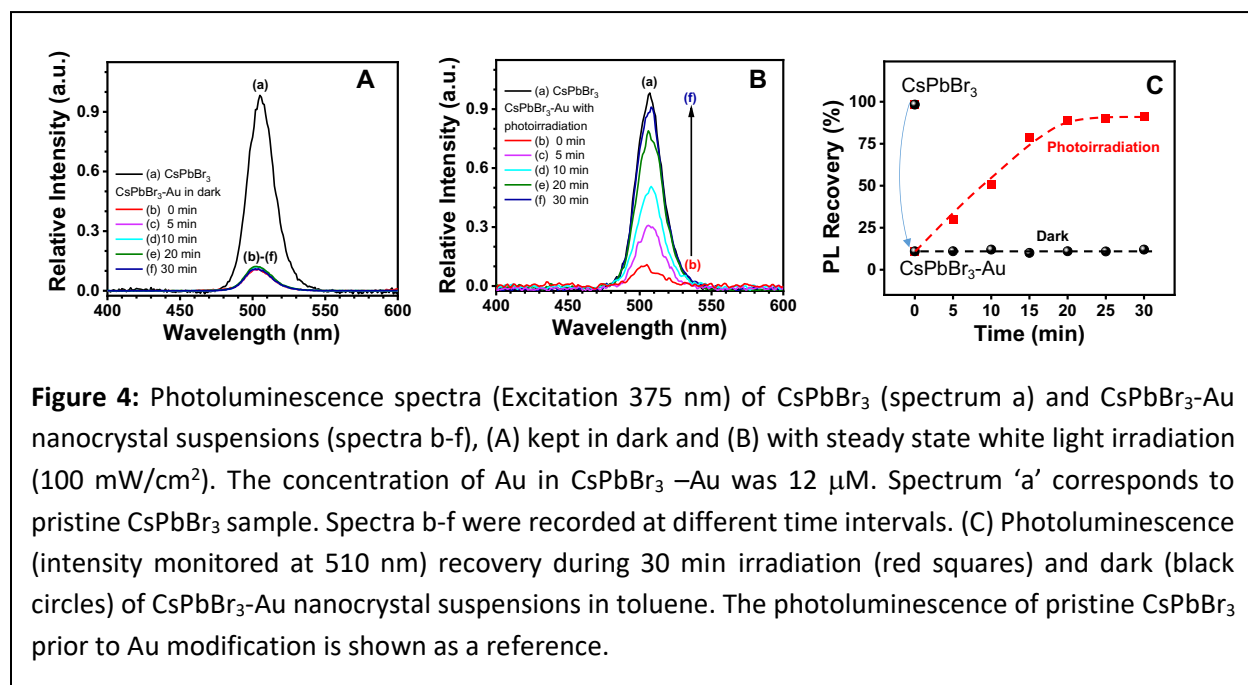 A
(a)
(a) CsPbBr₃
CsPbBr₃-Au in dark
(b) 0 min
(c) 5 min
(d)10 min
(e) 20 min
(f) 30 min
(b)-(f)
0.9
0.6
0.3
0.0
400 450 500 550 600
Relative Intensity (a.u.)
Wavelength (nm)
B
(a)
(a) CsPbBr₃
CsPbBr₃-Au with
photoirradiation
(b) 0 min
(c) 5 min
(d) 10 min
(e) 20 min
(f) 30 min
(f)
(b)
0.9
0.6
0.3
0.0
400 450 500 550 600
Relative Intensity (a.u.)
Wavelength (nm)
C
CsPbBr₃
Photoirradiation
Dark
CsPbBr₃-Au
100
75
50
25
0
0 5 10 15 20 25 30
PL Recovery (%)
Time (min)
Figure 4: Photoluminescence spectra (Excitation 375 nm) of CsPbBr₃ (spectrum a) and CsPbBr₃-Au
nanocrystal suspensions (spectra b-f), (A) kept in dark and (B) with steady state white light irradiation
(100 mW/cm²). The concentration of Au in CsPbBr₃ –Au was 12 μM. Spectrum ‘a’ corresponds to
pristine CsPbBr₃ sample. Spectra b-f were recorded at different time intervals. (C) Photoluminescence
(intensity monitored at 510 nm) recovery during 30 min irradiation (red squares) and dark (black
circles) of CsPbBr₃-Au nanocrystal suspensions in toluene. The photoluminescence of pristine CsPbBr₃
prior to Au modification is shown as a reference.